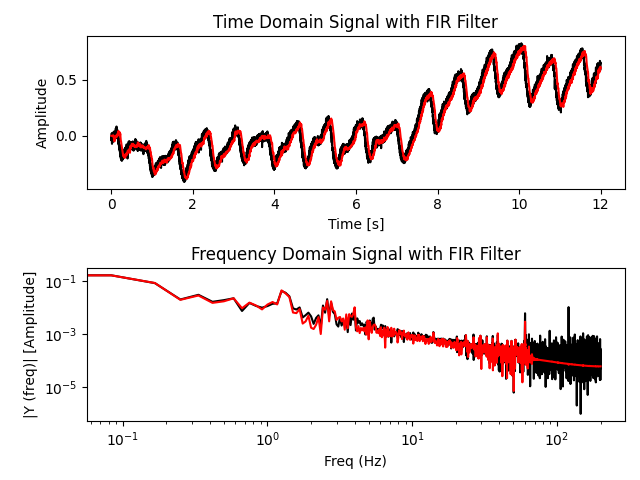 Time Domain Signal with FIR Filter
Amplitude
0.5
0.0
0 2 4 6 8 10 12
Time [s]
Frequency Domain Signal with FIR Filter
|Y (freq)| [Amplitude]
10⁻¹
10⁻³
10⁻⁵
10⁻¹ 10⁰ 10¹ 10²
Freq (Hz)